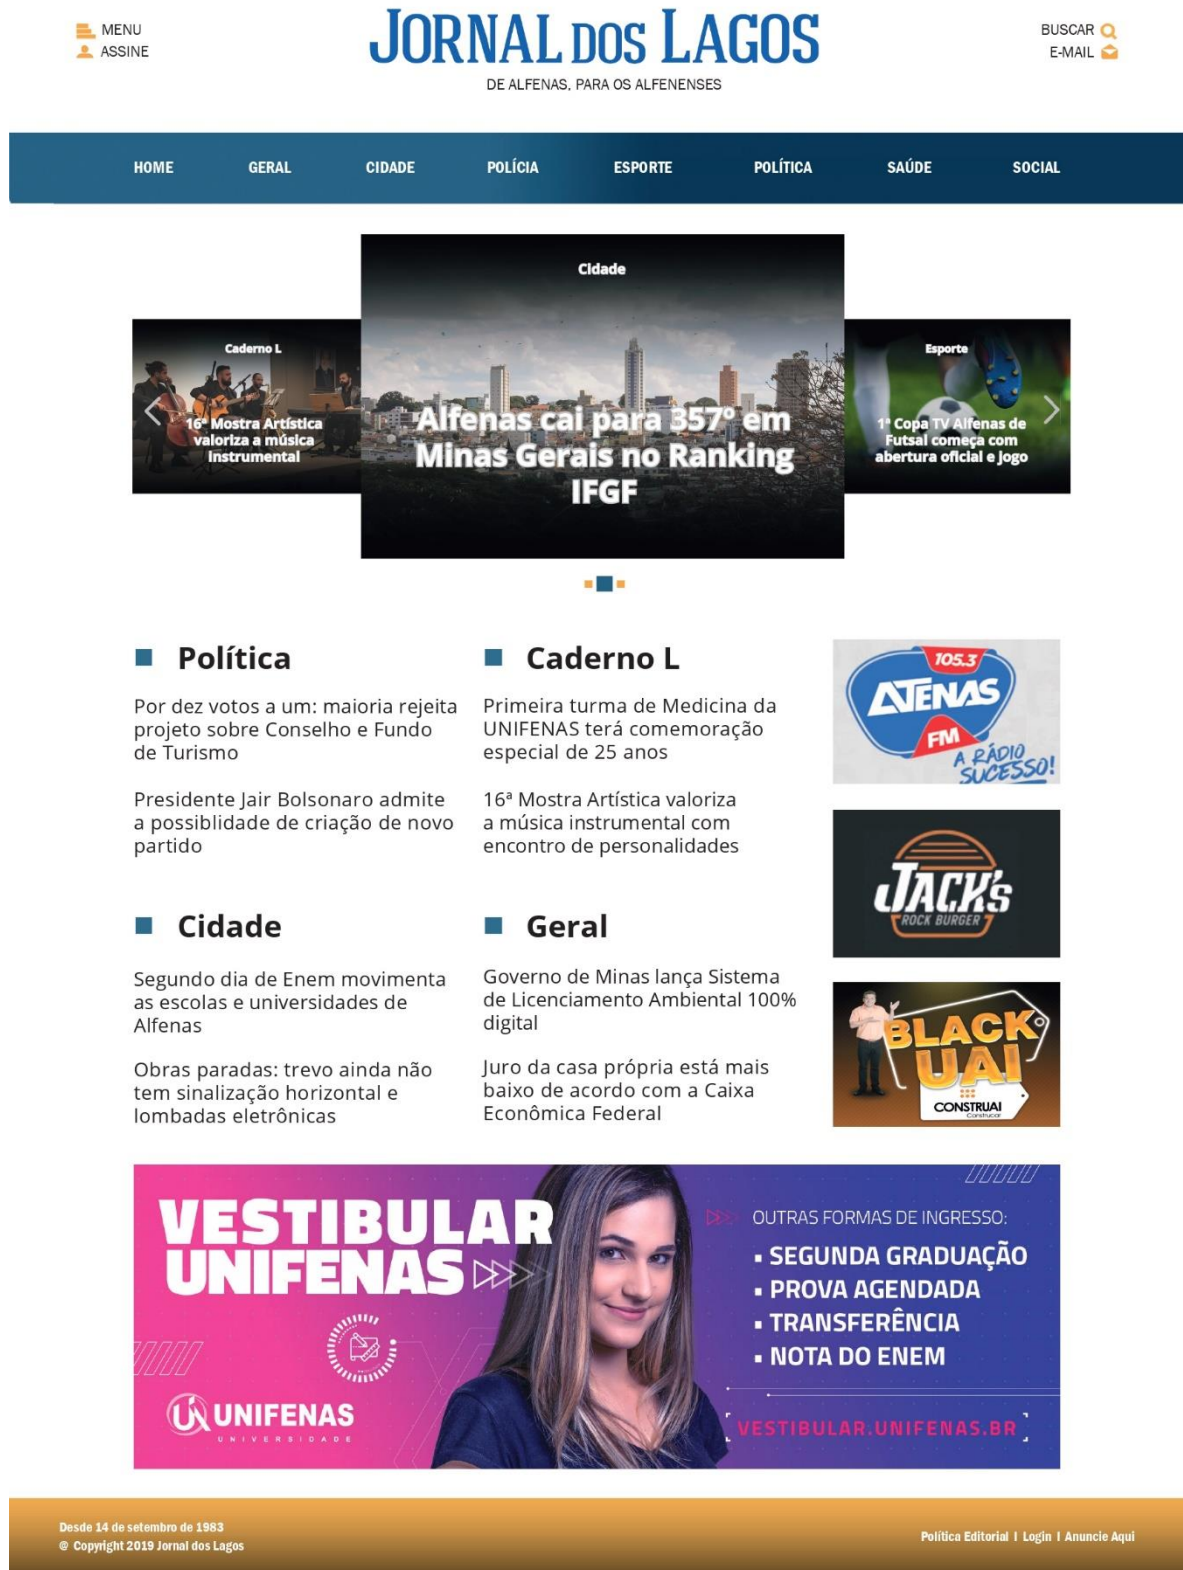 MENU
ASSINE
JORNAL DOS LAGOS
DE ALFENAS, PARA OS ALFENENSES
BUSCAR
E-MAIL
HOME GERAL CIDADE POLÍCIA ESPORTE POLÍTICA SAÚDE SOCIAL
Caderno L
16ª Mostra Artística
valoriza a música
Instrumental
Cidade
Alfenas cai para 357º em
Minas Gerais no Ranking
IFGF
Esporte
1ª Copa TV Alfenas de
Futsal começa com
abertura oficial e Jogo
Política
Por dez votos a um: maioria rejeita
projeto sobre Conselho e Fundo
de Turismo
Presidente Jair Bolsonaro admite
a possiblidade de criação de novo
partido
Caderno L
Primeira turma de Medicina da
UNIFENAS terá comemoração
especial de 25 anos
16ª Mostra Artística valoriza
a música instrumental com
encontro de personalidades
105.3
ATENAS
FM
A RÁDIO
SUCESSO!
JACK's
ROCK BURGER
Cidade
Segundo dia de Enem movimenta
as escolas e universidades de
Alfenas
Obras paradas: trevo ainda não
tem sinalização horizontal e
lombadas eletrônicas
Geral
Governo de Minas lança Sistema
de Licenciamento Ambiental 100%
digital
Juro da casa própria está mais
baixo de acordo com a Caixa
Econômica Federal
BLACK
UAI
CONSTRUAI
Construcar
VESTIBULAR
UNIFENAS
UNIFENAS
UNIVERSIDADE
OUTRAS FORMAS DE INGRESSO:
▪ SEGUNDA GRADUAÇÃO
▪ PROVA AGENDADA
▪ TRANSFERÊNCIA
▪ NOTA DO ENEM
VESTIBULAR.UNIFENAS.BR
Desde 14 de setembro de 1983
@ Copyright 2019 Jornal dos Lagos
Política Editorial I Login I Anuncie Aqui